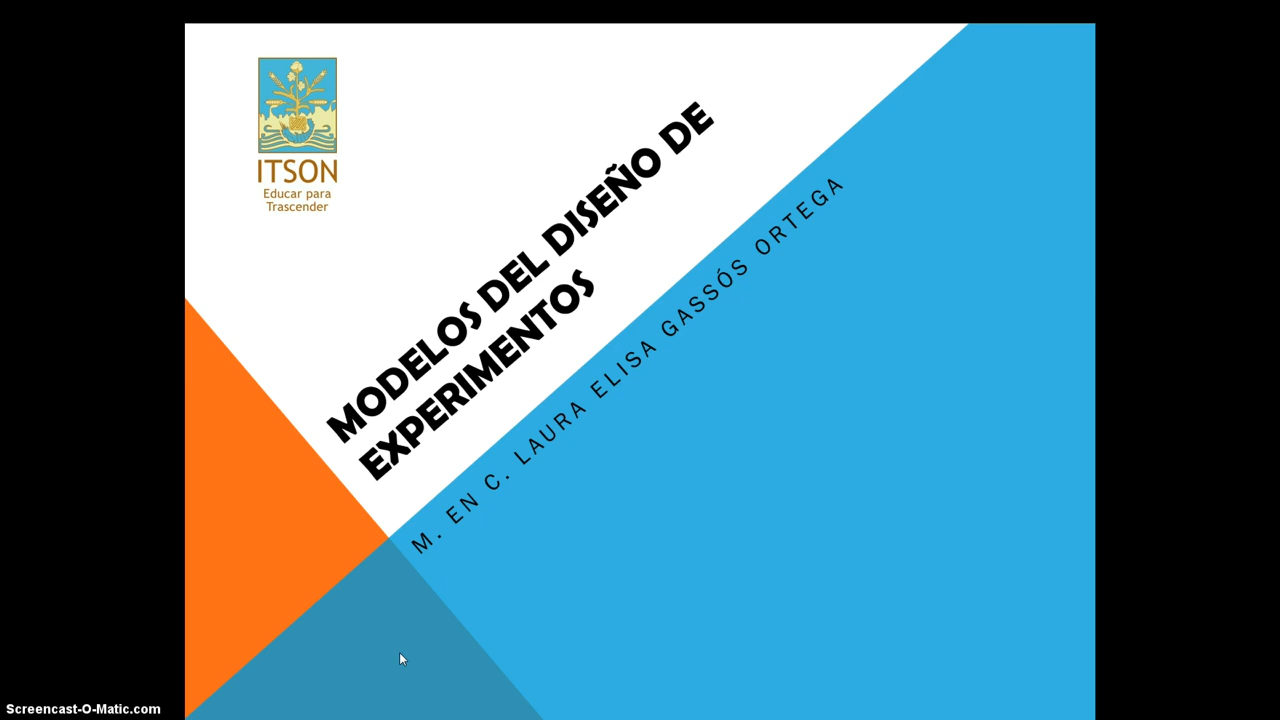 ITSON
Educar para
Trascender
MODELOS DEL DISEÑO DE
EXPERIMENTOS
M. EN C. LAURA ELISA GASSÓS ORTEGA
Screencast-O-Matic.com